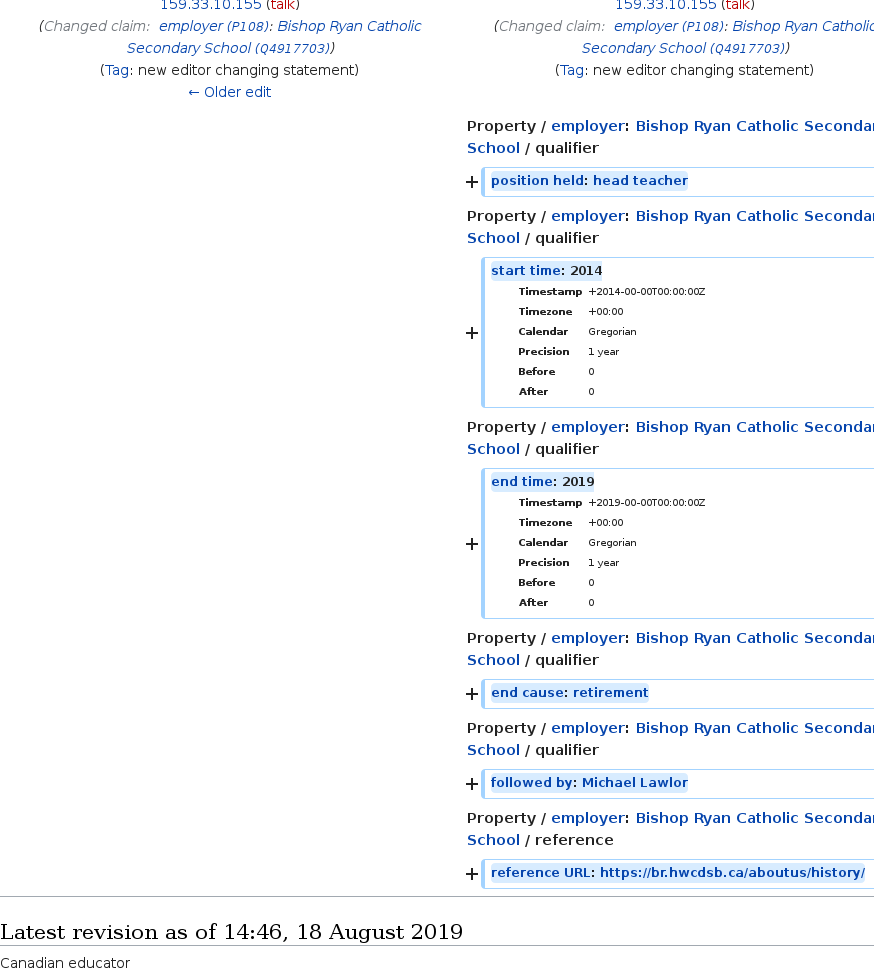 159.33.10.155 (talk)
(Changed claim: employer (P108): Bishop Ryan Catholic
Secondary School (Q4917703))
(Tag: new editor changing statement)
← Older edit
159.33.10.155 (talk)
(Changed claim: employer (P108): Bishop Ryan Catholic
Secondary School (Q4917703))
(Tag: new editor changing statement)
Property / employer: Bishop Ryan Catholic Seconda
School / qualifier
+ position held: head teacher
Property / employer: Bishop Ryan Catholic Seconda
School / qualifier
start time: 2014
Timestamp +2014-00-00T00:00:00Z
Timezone +00:00
+ Calendar Gregorian
Precision 1 year
Before 0
After 0
Property / employer: Bishop Ryan Catholic Seconda
School / qualifier
end time: 2019
Timestamp +2019-00-00T00:00:00Z
Timezone +00:00
+ Calendar Gregorian
Precision 1 year
Before 0
After 0
Property / employer: Bishop Ryan Catholic Seconda
School / qualifier
+ end cause: retirement
Property / employer: Bishop Ryan Catholic Seconda
School / qualifier
+ followed by: Michael Lawlor
Property / employer: Bishop Ryan Catholic Seconda
School / reference
+ reference URL: https://br.hwcdsb.ca/aboutus/history/
Latest revision as of 14:46, 18 August 2019
Canadian educator